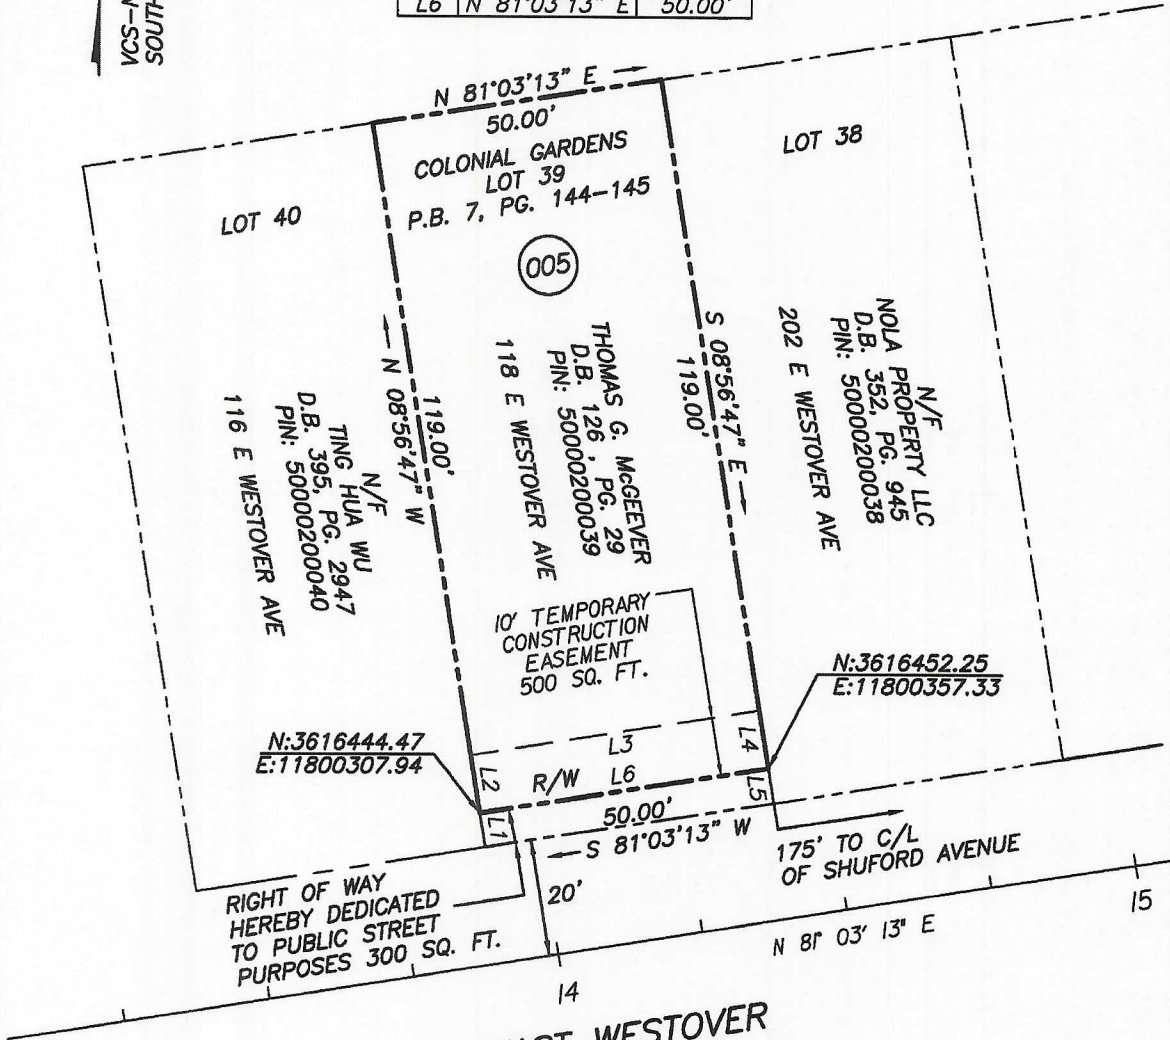 VCS-
SOUTH
L6 N 81°03'13" E 50.00'
N 81°03'13" E
50.00'
COLONIAL GARDENS
LOT 39
P.B. 7, PG. 144-145
LOT 38
LOT 40
005
N 08°56'47" W
119.00'
S 08°56'47" E
119.00'
N/F
TING HUA WU
D.B. 395, PG. 2947
PIN: 50000200040
116 E WESTOVER AVE
THOMAS G. McGEEVER
D.B. 126 , PG. 29
PIN: 50000200039
118 E WESTOVER AVE
N/F
NOLA PROPERTY LLC
D.B. 352, PG. 945
PIN: 50000200038
202 E WESTOVER AVE
10' TEMPORARY
CONSTRUCTION
EASEMENT
500 SQ. FT.
N:3616452.25
E:11800357.33
N:3616444.47
E:11800307.94
L3
L4
L2
R/W
L6
L5
L1
50.00'
S 81°03'13" W
175' TO C/L
OF SHUFORD AVENUE
RIGHT OF WAY
HEREBY DEDICATED
TO PUBLIC STREET
PURPOSES 300 SQ. FT.
20'
N 81° 03' 13" E
14
15
WESTOVER